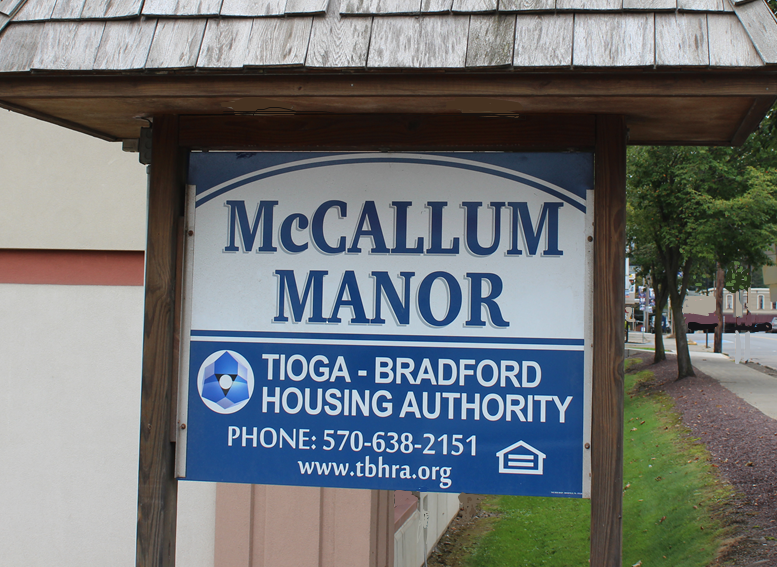 McCALLUM
MANOR
TIOGA - BRADFORD
HOUSING AUTHORITY
PHONE: 570-638-2151
www.tbhra.org